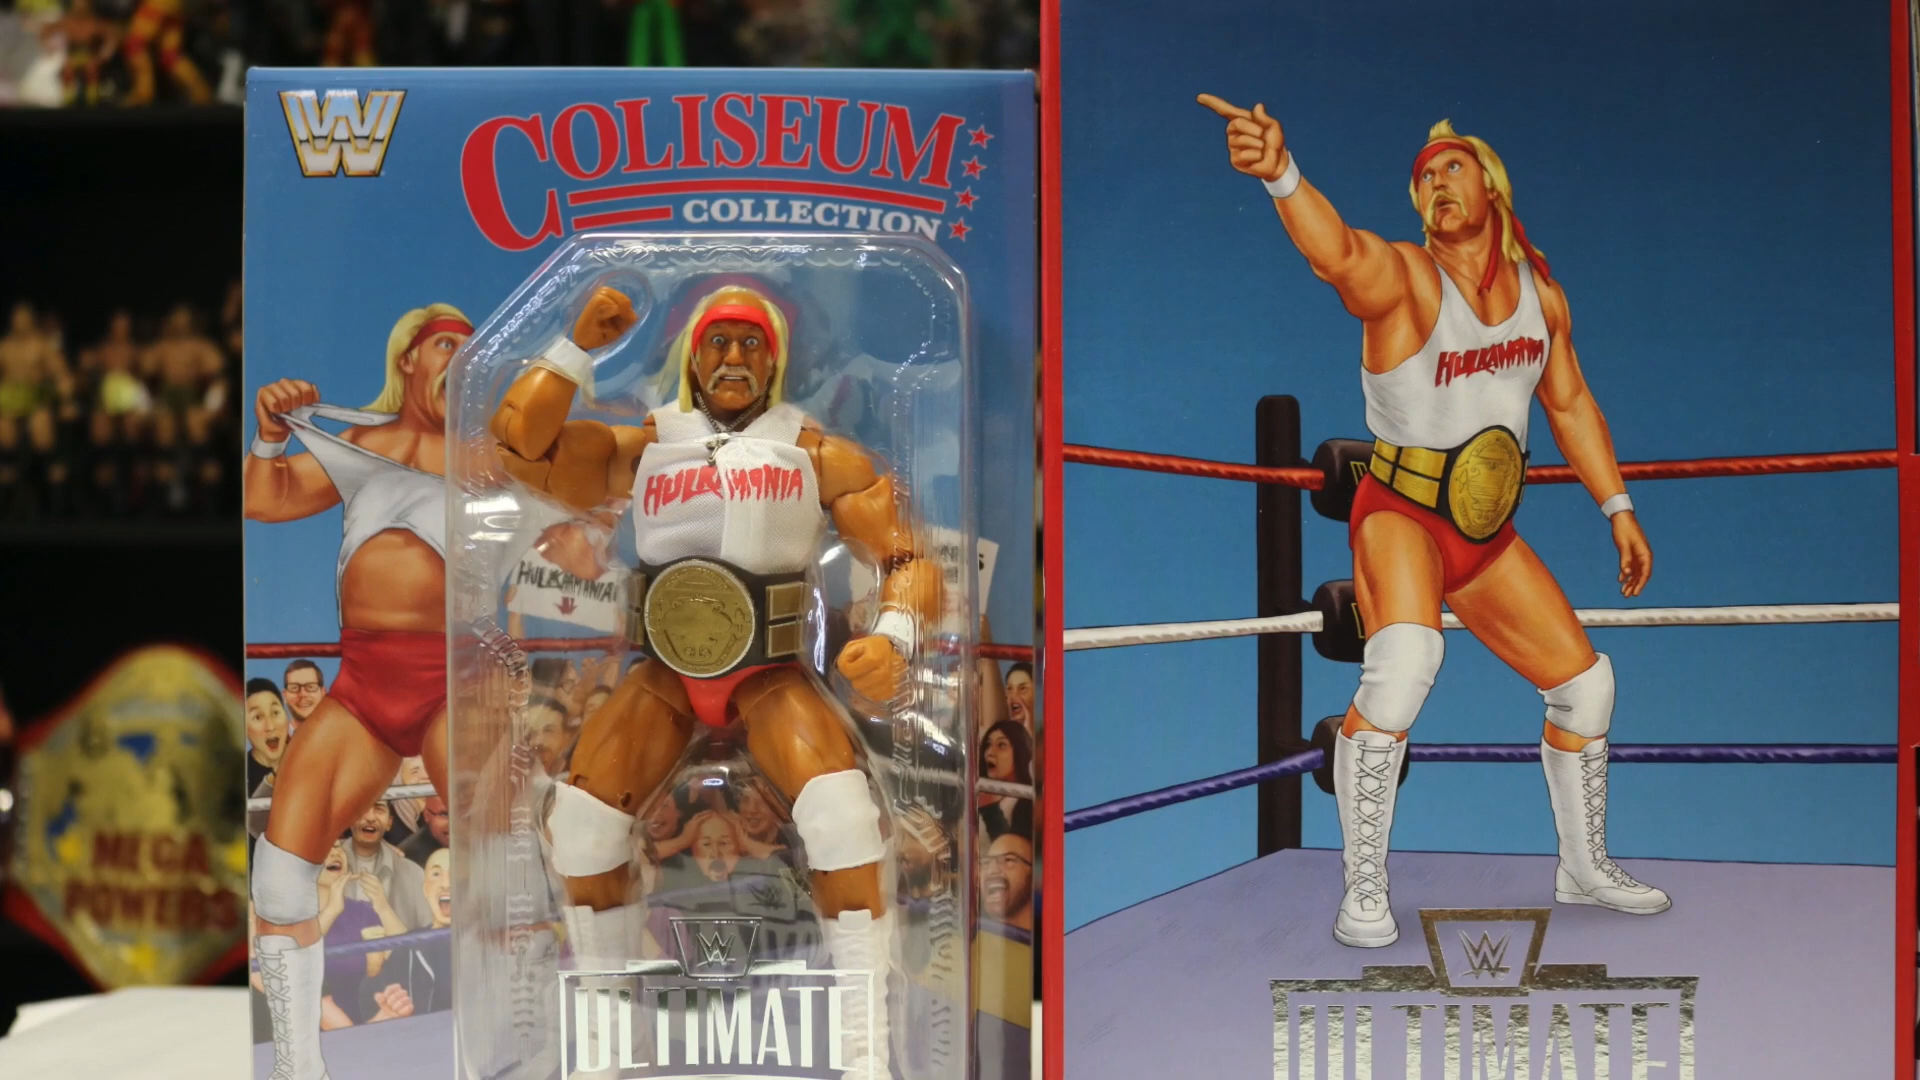 W
COLISEUM
COLLECTION
HULKAMANIA
HULKAMANIA
HULKAMANIA
MEGA
POWERS
W
ULTIMATE
W
ULTIMATE